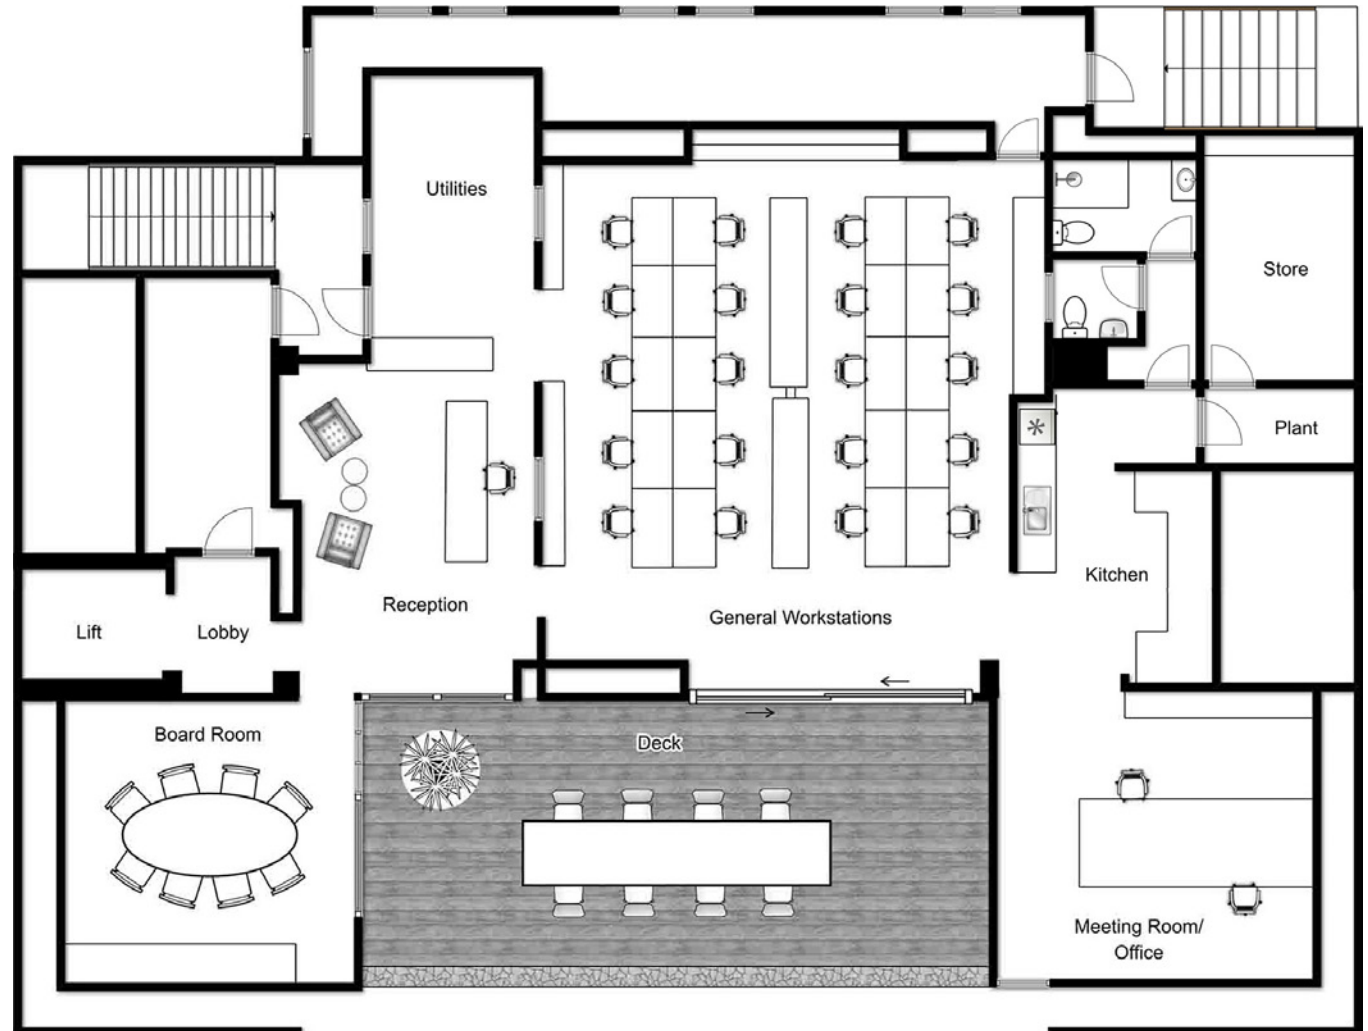 Utilities
Store
Plant
Kitchen
Reception
General Workstations
Lift
Lobby
Board Room
Deck
Meeting Room/
Office